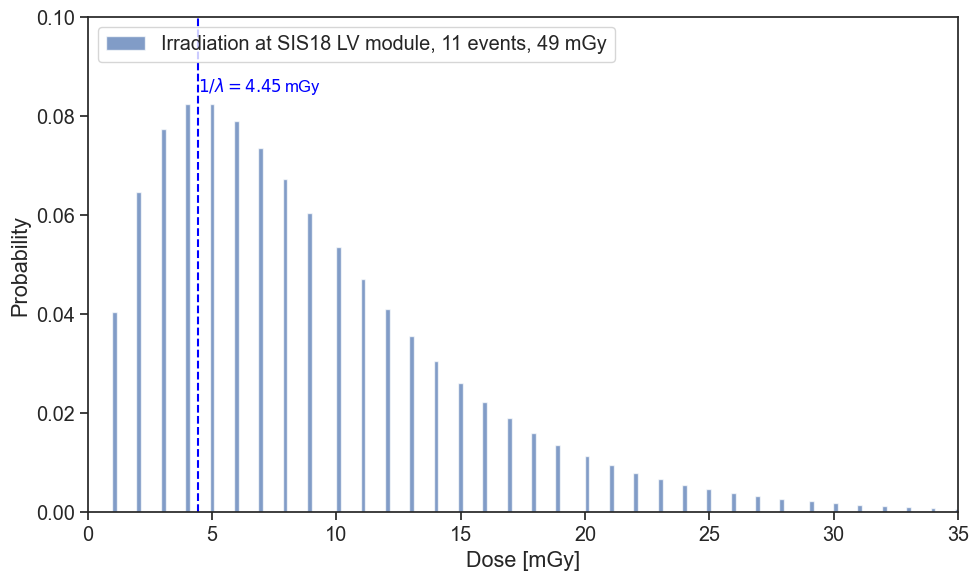 Irradiation at SIS18 LV module, 11 events, 49 mGy
1/λ = 4.45 mGy
Probability
0.10
0.08
0.06
0.04
0.02
0.00
0 5 10 15 20 25 30 35
Dose [mGy]